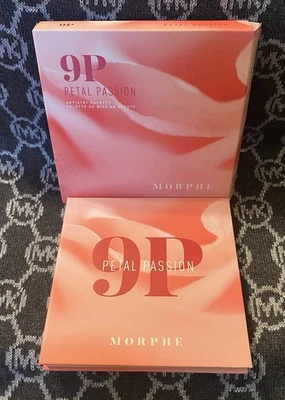 9P
PETAL PASSION
ARTISTRY PALETTE
PALETTE DE MISE EN BEAUTÉ
MORPHE
9P
PETAL PASSION
MORPHE